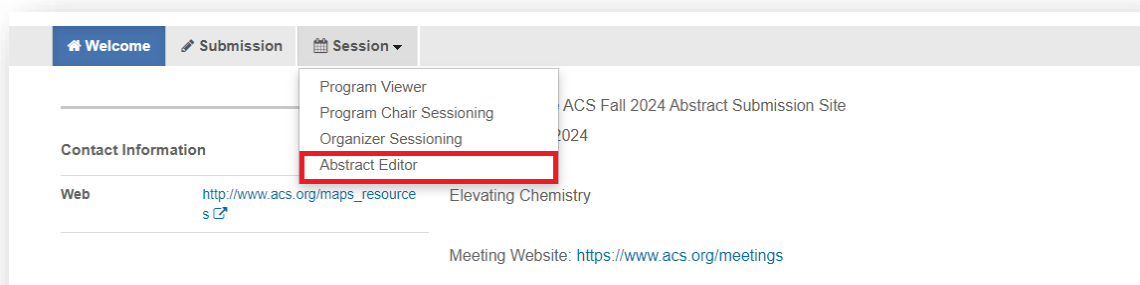 Welcome
Submission
Session
Program Viewer
Program Chair Sessioning
Organizer Sessioning
Abstract Editor
Contact Information
Web
http://www.acs.org/maps_resource
s
ACS Fall 2024 Abstract Submission Site
2024
Elevating Chemistry
Meeting Website: https://www.acs.org/meetings